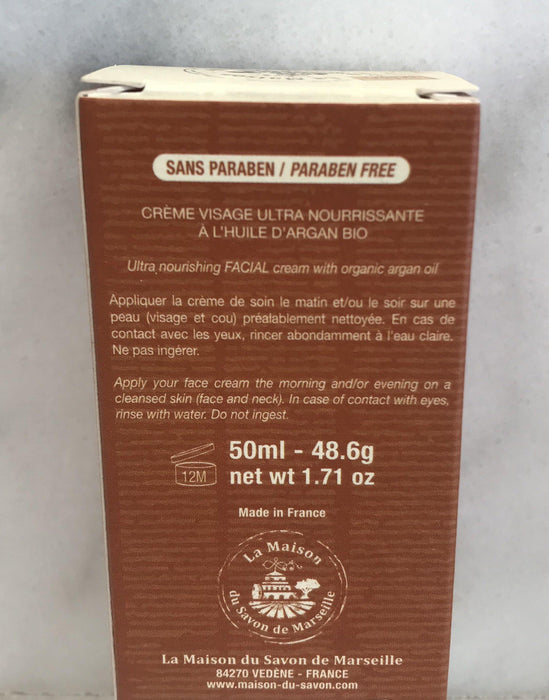 SANS PARABEN / PARABEN FREE
CRÈME VISAGE ULTRA NOURRISSANTE
À L'HUILE D'ARGAN BIO
Ultra nourishing FACIAL cream with organic argan oil
Appliquer la crème de soin le matin et/ou le soir sur une
peau (visage et cou) préalablement nettoyée. En cas de
contact avec les yeux, rincer abondamment à l'eau claire.
Ne pas ingérer.
Apply your face cream the morning and/or evening on a
cleansed skin (face and neck). In case of contact with eyes,
rinse with water. Do not ingest.
12M
50ml - 48.6g
net wt 1.71 oz
Made in France
La Maison
du Savon de Marseille
La Maison du Savon de Marseille
84270 VEDÈNE - FRANCE
www.maison-du-savon.com